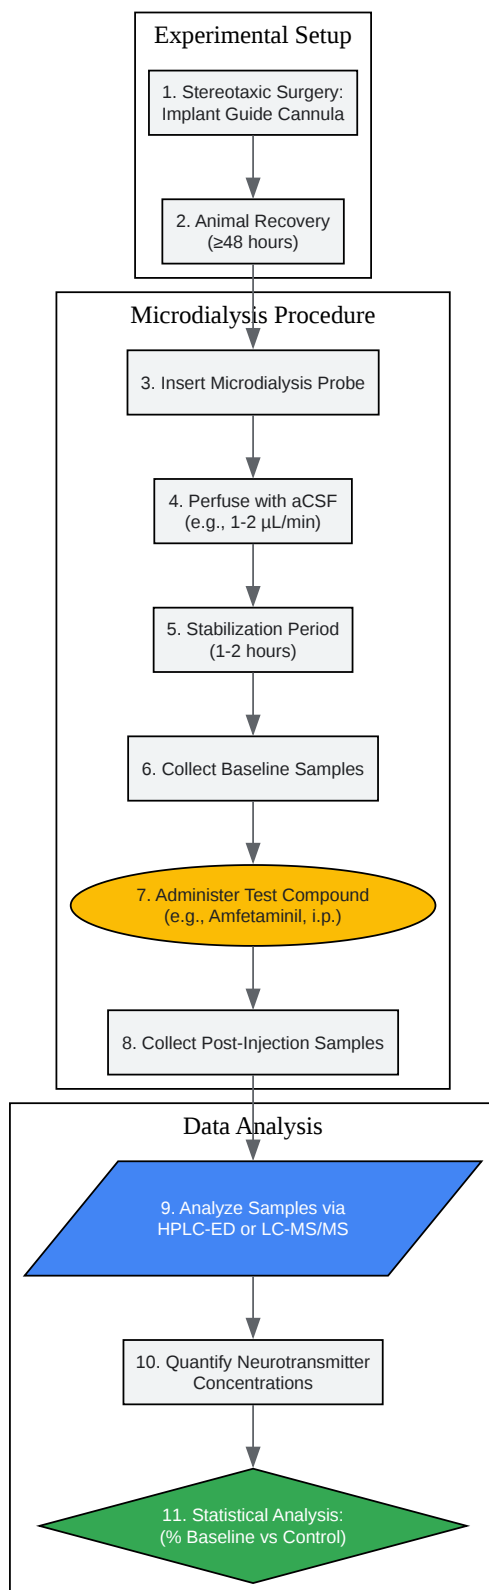 Experimental Setup
1. Stereotaxic Surgery:
Implant Guide Cannula
2. Animal Recovery
(≥48 hours)
Microdialysis Procedure
3. Insert Microdialysis Probe
4. Perfuse with aCSF
(e.g., 1-2 µL/min)
5. Stabilization Period
(1-2 hours)
6. Collect Baseline Samples
7. Administer Test Compound
(e.g., Amfetaminil, i.p.)
8. Collect Post-Injection Samples
Data Analysis
9. Analyze Samples via
HPLC-ED or LC-MS/MS
10. Quantify Neurotransmitter
Concentrations
11. Statistical Analysis:
(% Baseline vs Control)